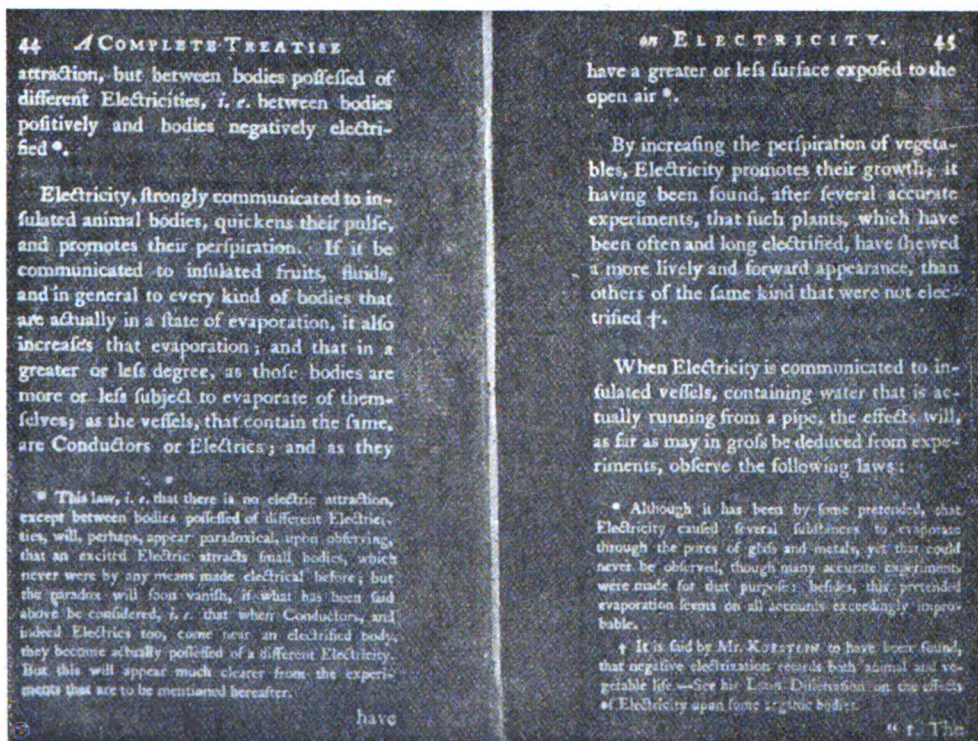 44 A COMPLETE TREATISE
attraction, but between bodies poſſeſſed of
different Electricities, i. e. between bodies
poſitively and bodies negatively electri-
fied *.
Electricity, ſtrongly communicated to in-
ſulated animal bodies, quickens their pulſe,
and promotes their perſpiration. If it be
communicated to inſulated fruits, fluids,
and in general to every kind of bodies that
are actually in a ſtate of evaporation, it alſo
increaſes that evaporation; and that in a
greater or leſs degree, as thoſe bodies are
more or leſs ſubject to evaporate of them-
ſelves; as the veſſels, that contain the ſame,
are Conductors or Electrics; and as they
* This law, i. e. that there is no electric attraction,
except between bodies poſſeſſed of different Electrici-
ties, will, perhaps, appear paradoxical, upon obſerving,
that an excited Electric attracts ſmall bodies, which
never were by any means made electrical before; but
the paradox will ſoon vaniſh, if what has been ſaid
above be conſidered, i. e. that when Conductors, and
indeed Electrics too, come near an electrified body,
they become actually poſſeſſed of a different Electricity.
But this will appear much clearer from the experi-
ments that are to be mentioned hereafter.
have
on ELECTRICITY. 45
have a greater or leſs ſurface expoſed to the
open air *.
By increaſing the perſpiration of vegeta-
bles, Electricity promotes their growth; it
having been found, after ſeveral accurate
experiments, that ſuch plants, which have
been often and long electrified, have ſhewed
a more lively and forward appearance, than
others of the ſame kind that were not elec-
trified †.
When Electricity is communicated to in-
ſulated veſſels, containing water that is ac-
tually running from a pipe, the effects will,
as far as may in groſs be deduced from expe-
riments, obſerve the following laws:
* Although it has been by ſome pretended, that
Electricity cauſed ſeveral ſubſtances to evaporate
through the pores of glaſs and metals, yet that could
never be obſerved, though many accurate experiments
were made for that purpoſe; beſides, this pretended
evaporation ſeems on all accounts exceedingly impro-
bable.
† It is ſaid by Mr. to have been found,
that negative electrization retards both animal and ve-
getable life.—See his Latin Diſſertation on the effects
of Electricity upon ſome organic bodies.
“ 1. The